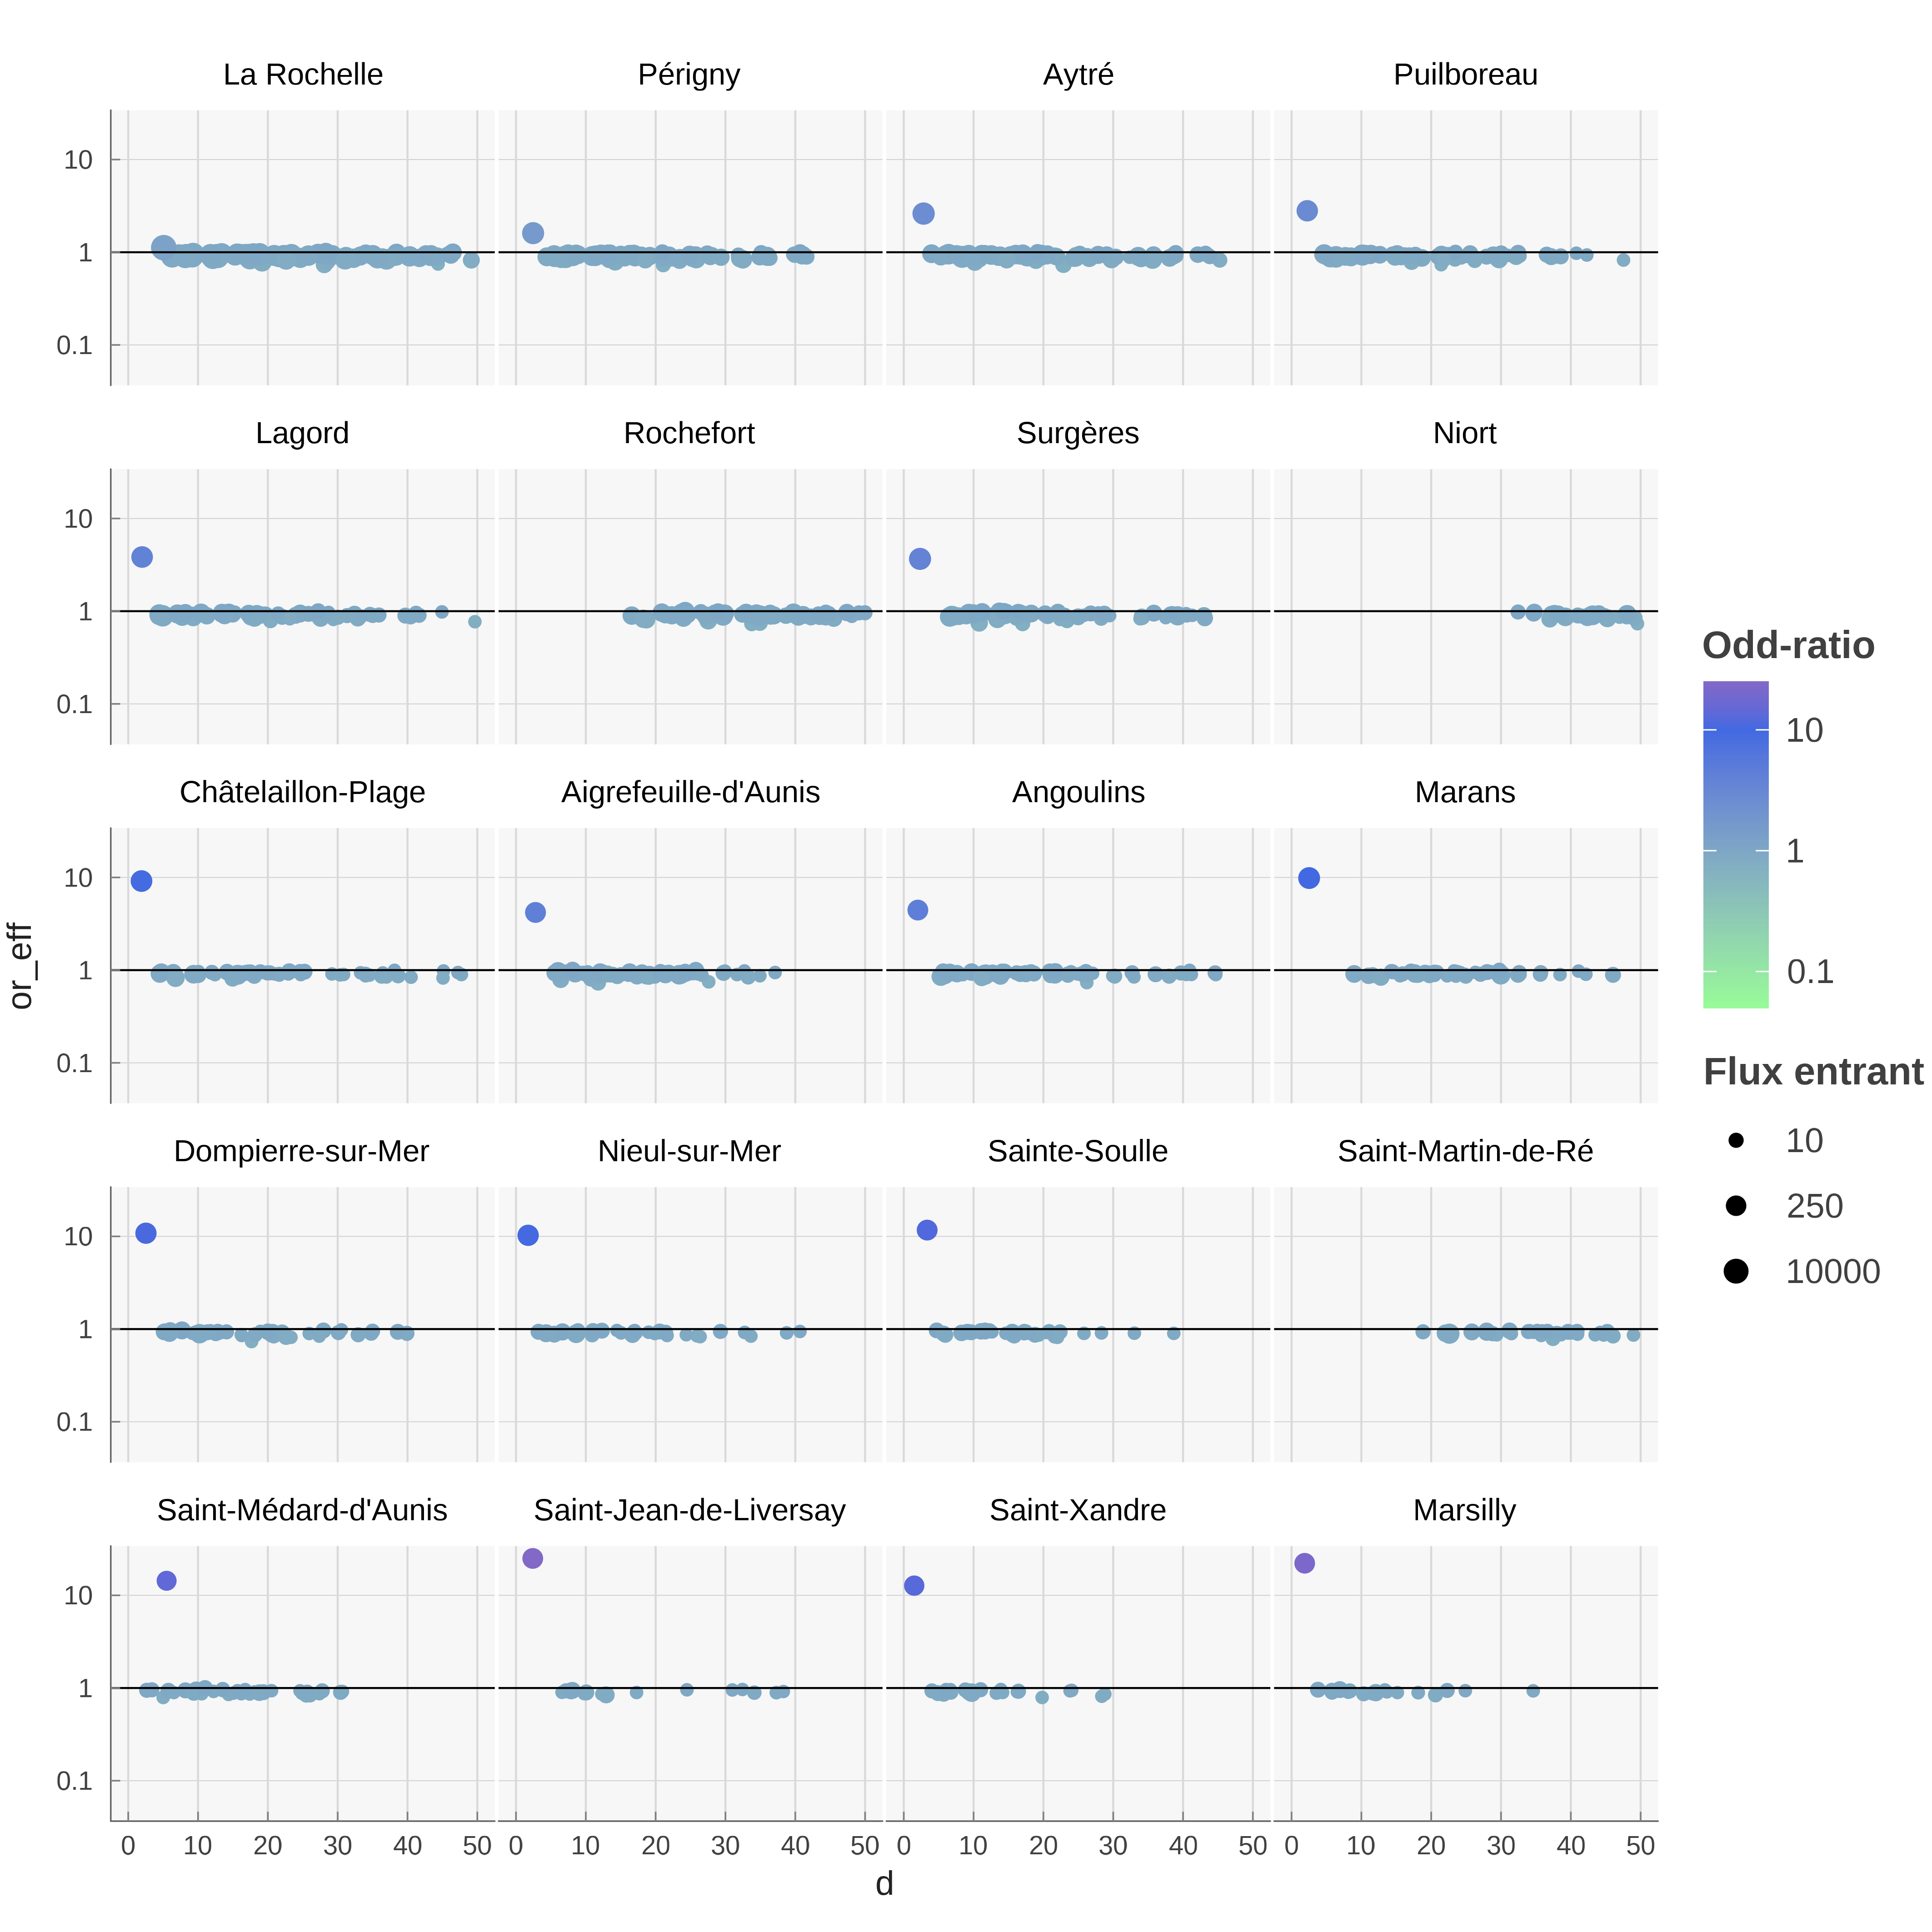 La Rochelle Périgny Aytré Puilboreau
10
1
0.1
Lagord Rochefort Surgères Niort
10
1
0.1
Châtelaillon-Plage Aigrefeuille-d'Aunis Angoulins Marans
10
1
0.1
Dompierre-sur-Mer Nieul-sur-Mer Sainte-Soulle Saint-Martin-de-Ré
10
1
0.1
Saint-Médard-d'Aunis Saint-Jean-de-Liversay Saint-Xandre Marsilly
10
1
0.1
0 10 20 30 40 50 0 10 20 30 40 50 0 10 20 30 40 50 0 10 20 30 40 50
d
or_eff
Odd-ratio
10
1
0.1
Flux entrant
10
250
10000